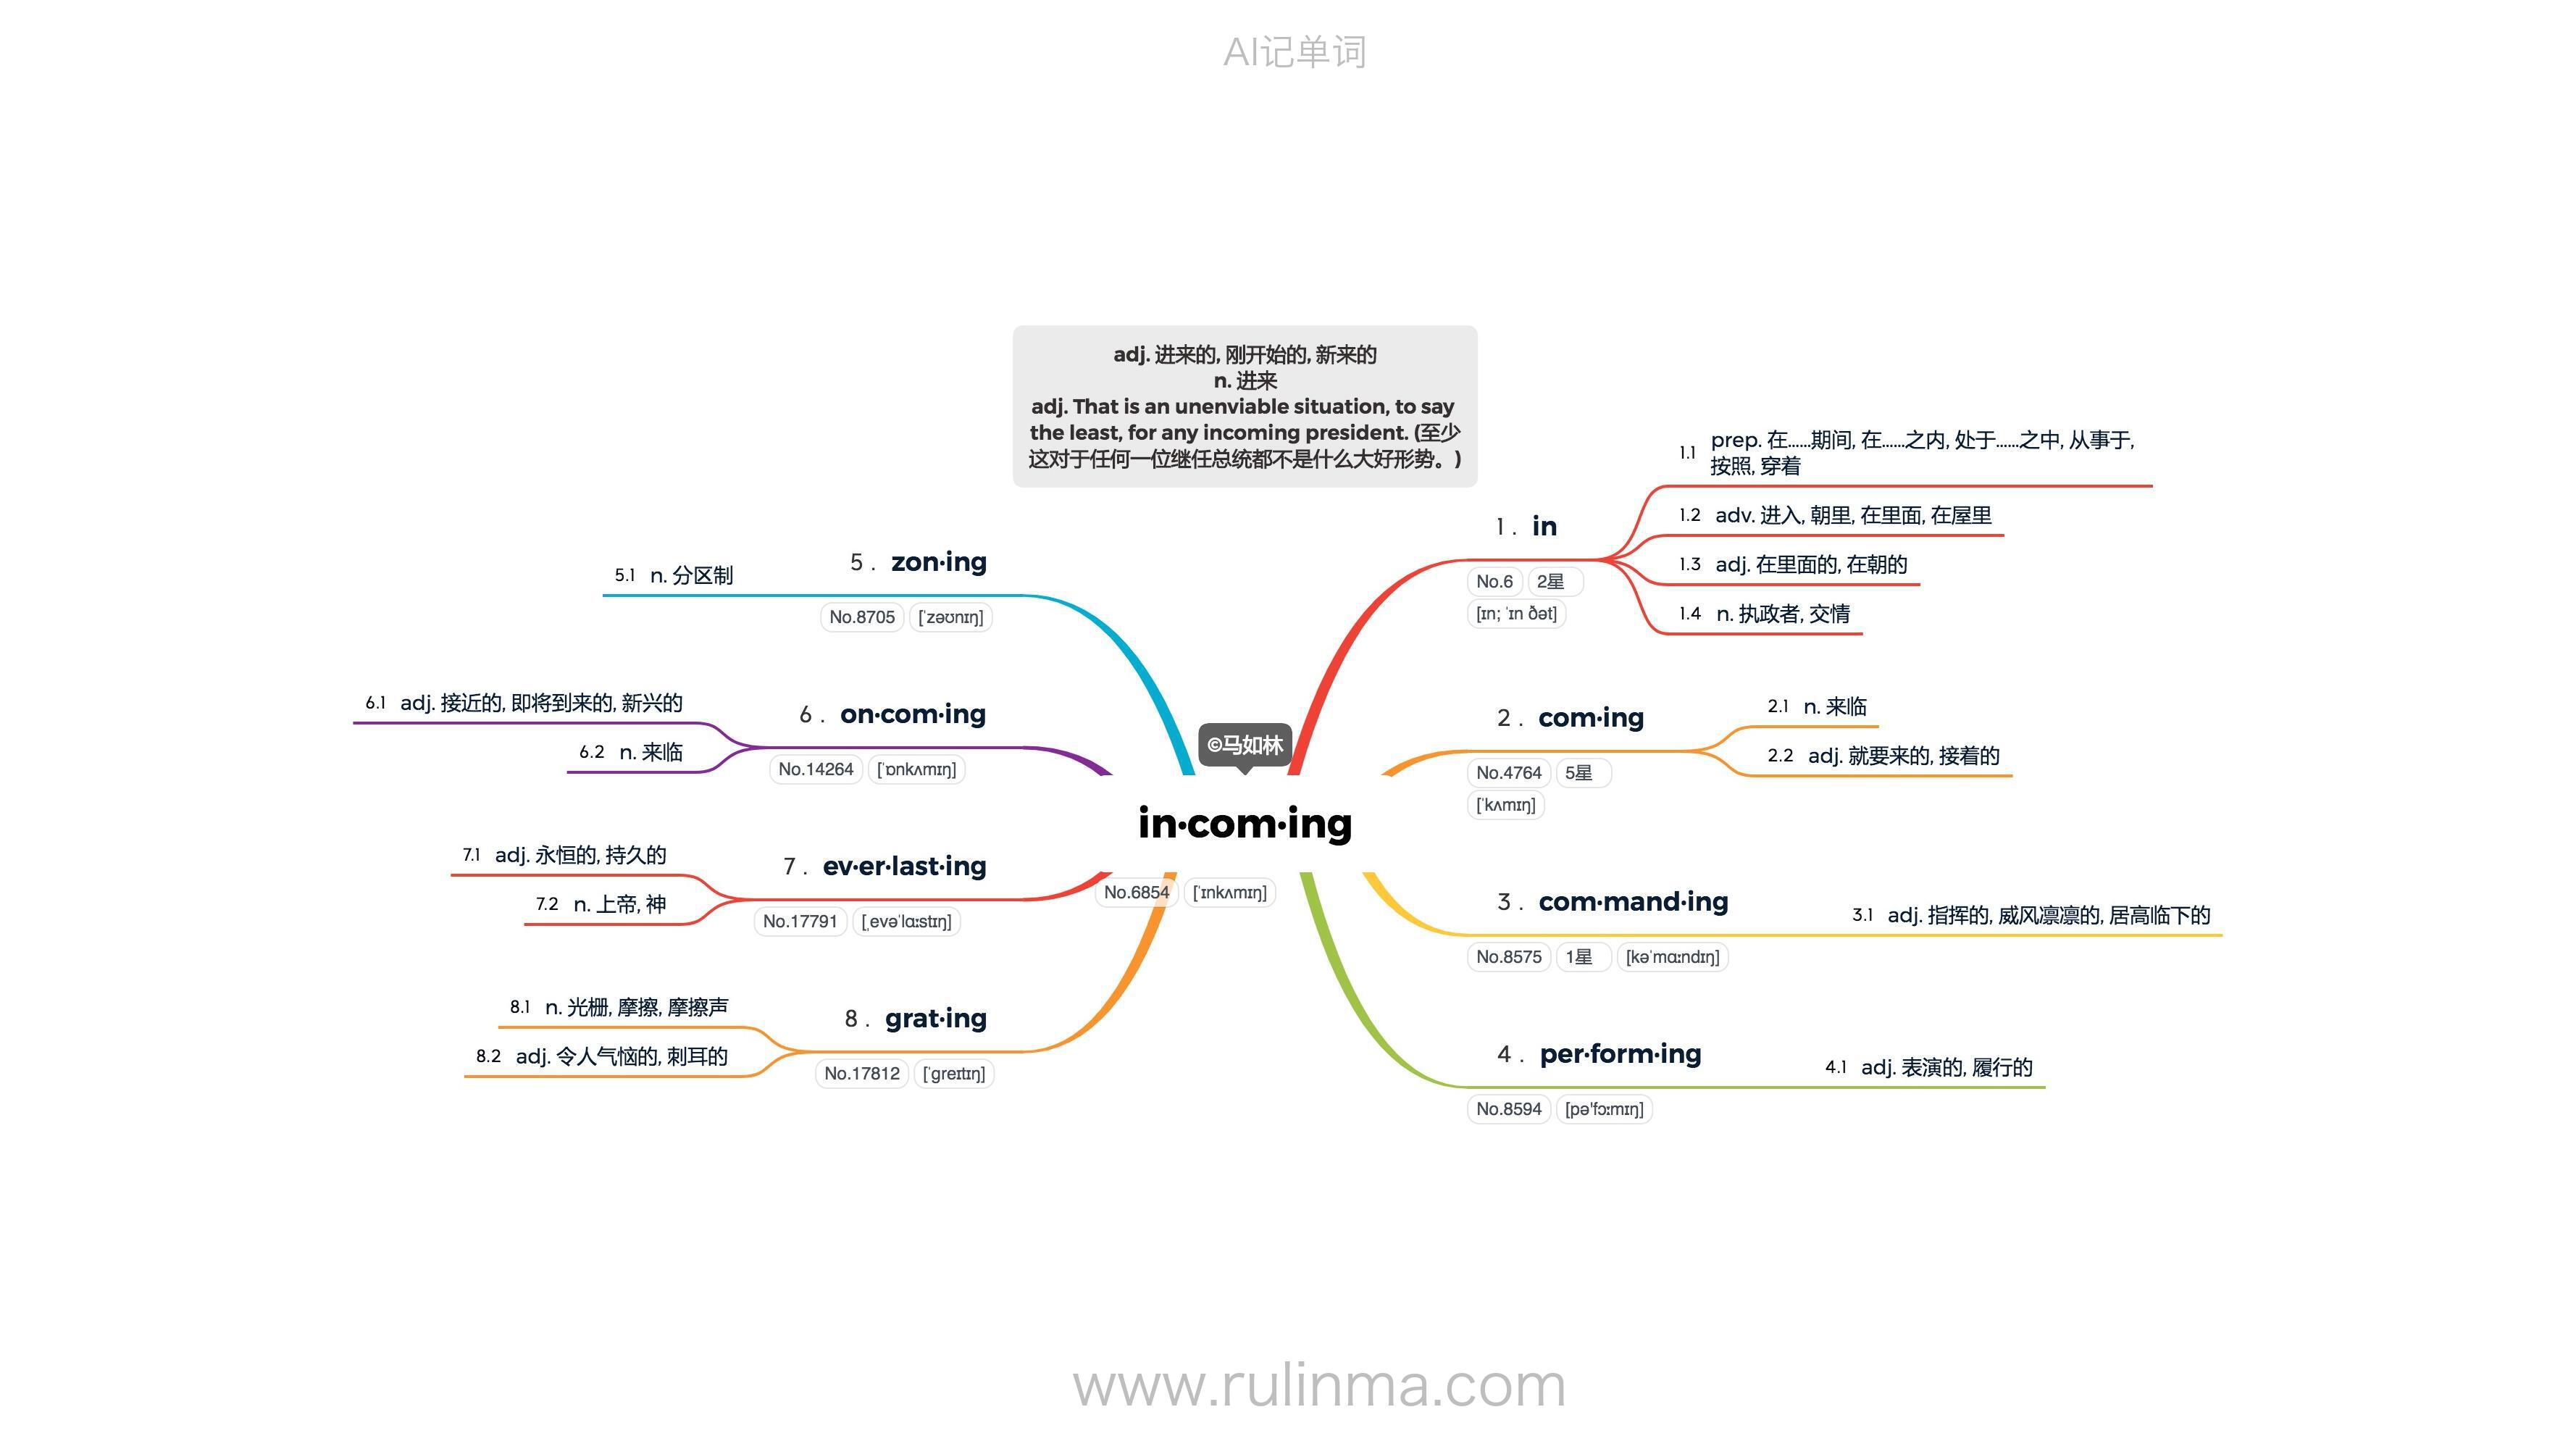 AI记单词
adj. 进来的, 刚开始的, 新来的
n. 进来
adj. That is an unenviable situation, to say
the least, for any incoming president. (至少
这对于任何一位继任总统都不是什么大好形势。)
©马如林
in·com·ing
No.6854 [ˈɪnkʌmɪŋ]
1 . in
No.6 2星
[ɪn; ˈɪn ðət]
1.1 prep. 在......期间, 在......之内, 处于......之中, 从事于,
按照, 穿着
1.2 adv. 进入, 朝里, 在里面, 在屋里
1.3 adj. 在里面的, 在朝的
1.4 n. 执政者, 交情
2 . com·ing
No.4764 5星
[ˈkʌmɪŋ]
2.1 n. 来临
2.2 adj. 就要来的, 接着的
3 . com·mand·ing
No.8575 1星 [kəˈmɑːndɪŋ]
3.1 adj. 指挥的, 威风凛凛的, 居高临下的
4 . per·form·ing
No.8594 [pə'fɔːmɪŋ]
4.1 adj. 表演的, 履行的
5 . zon·ing
No.8705 [ˈzəʊnɪŋ]
5.1 n. 分区制
6 . on·com·ing
No.14264 [ˈɒnkʌmɪŋ]
6.1 adj. 接近的, 即将到来的, 新兴的
6.2 n. 来临
7 . ev·er·last·ing
No.17791 [ˌevəˈlɑːstɪŋ]
7.1 adj. 永恒的, 持久的
7.2 n. 上帝, 神
8 . grat·ing
No.17812 [ˈɡreɪtɪŋ]
8.1 n. 光栅, 摩擦, 摩擦声
8.2 adj. 令人气恼的, 刺耳的
www.rulinma.com